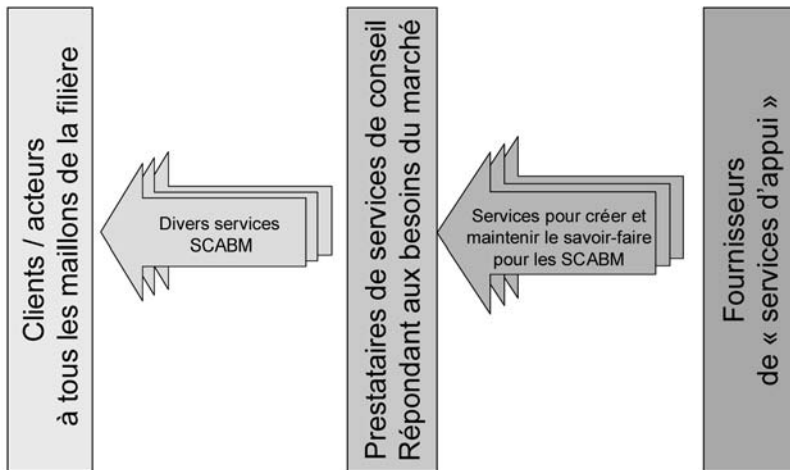 Clients / acteurs
à tous les maillons de la filière
Divers services
SCABM
Prestataires de services de conseil
Répondant aux besoins du marché
Services pour créer et
maintenir le savoir-faire
pour les SCABM
Fournisseurs
de « services d'appui »